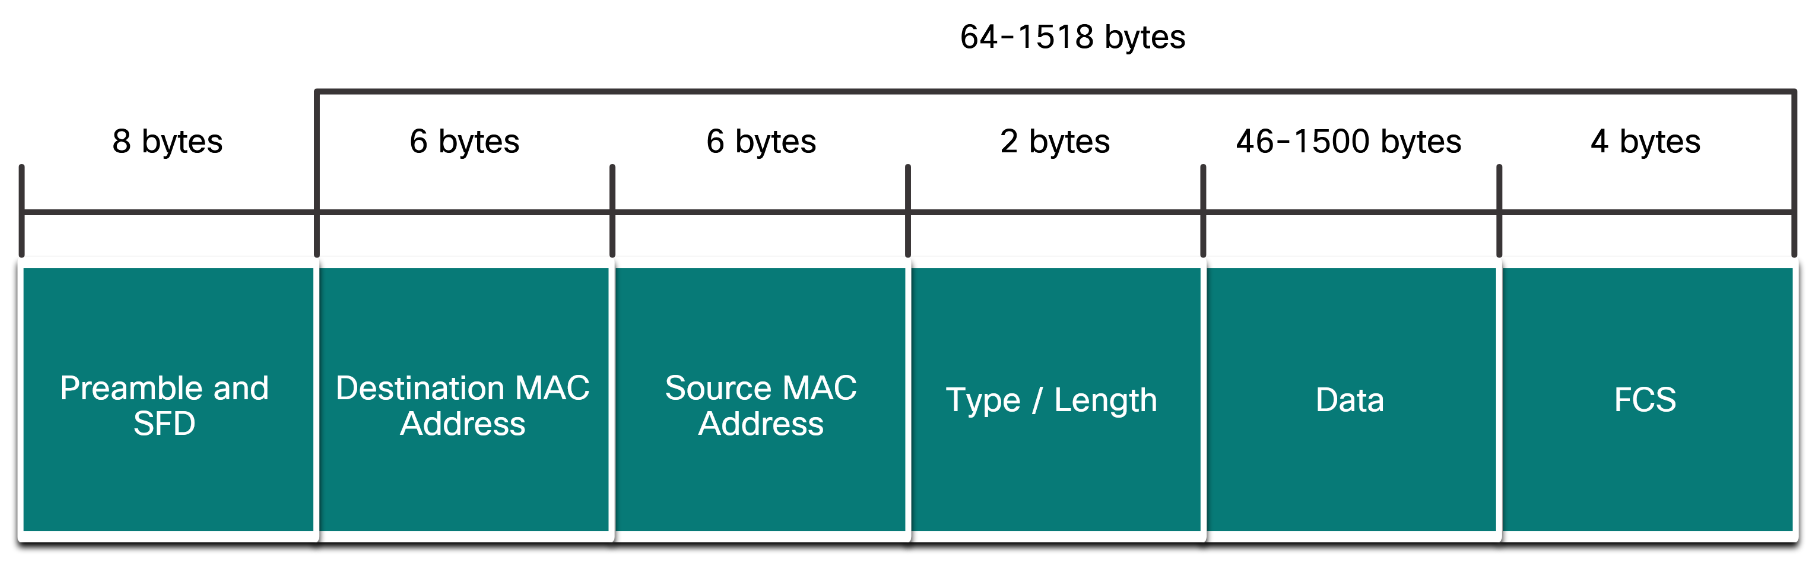 64-1518 bytes
8 bytes
6 bytes
6 bytes
2 bytes
46-1500 bytes
4 bytes
Preamble and
SFD
Destination MAC
Address
Source MAC
Address
Type / Length
Data
FCS